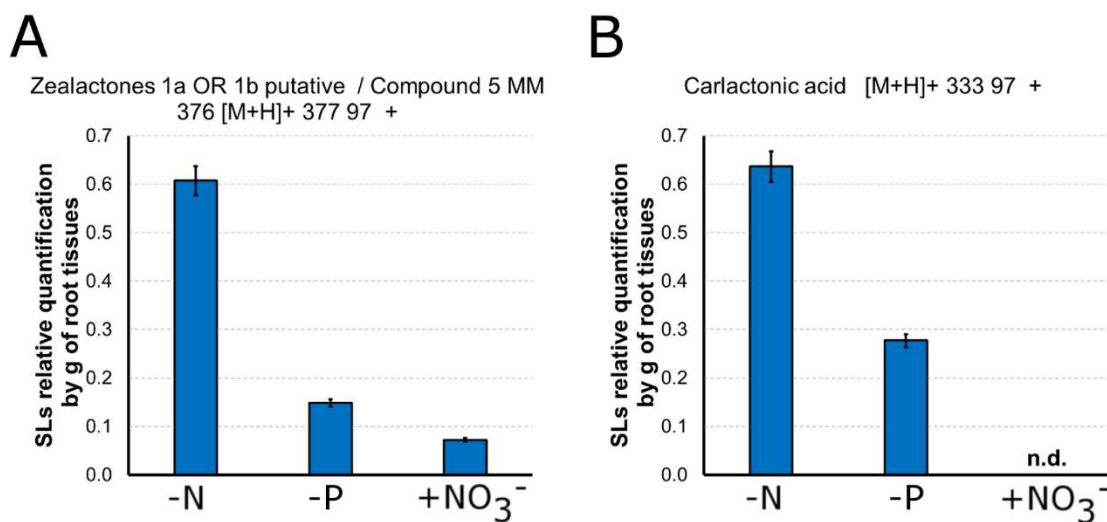 A
Zealactones 1a OR 1b putative / Compound 5 MM
376 [M+H]+ 377 97 +
SLs relative quantification
by g of root tissues
0.7
0.6
0.5
0.4
0.3
0.2
0.1
0.0
-N -P +NO₃⁻
B
Carlactonic acid [M+H]+ 333 97 +
SLs relative quantification
by g of root tissues
0.7
0.6
0.5
0.4
0.3
0.2
0.1
0.0
n.d.
-N -P +NO₃⁻